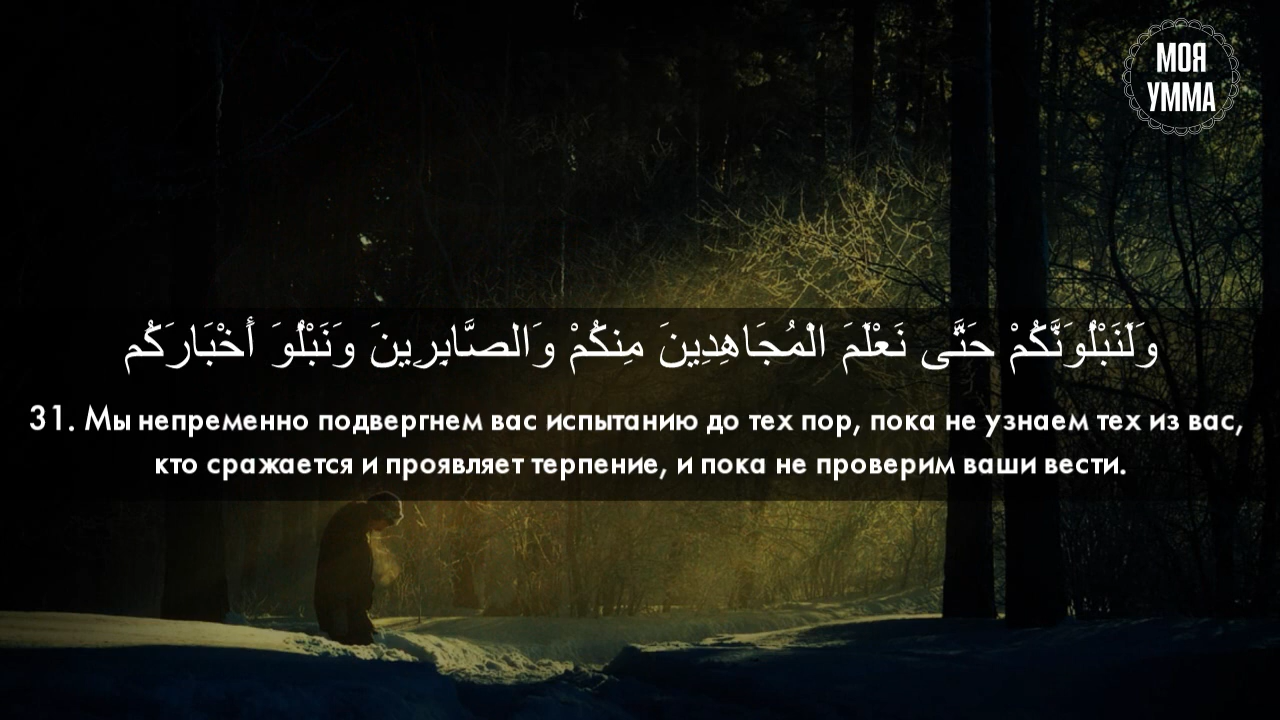 МОЯ
УММА
وَلَنَبْلُوَنَّكُمْ حَتَّى نَعْلَمَ الْمُجَاهِدِينَ مِنكُمْ وَالصَّابِرِينَ وَنَبْلُوَ أَخْبَارَكُم
31. Мы непременно подвергнем вас испытанию до тех пор, пока не узнаем тех из вас,
кто сражается и проявляет терпение, и пока не проверим ваши вести.